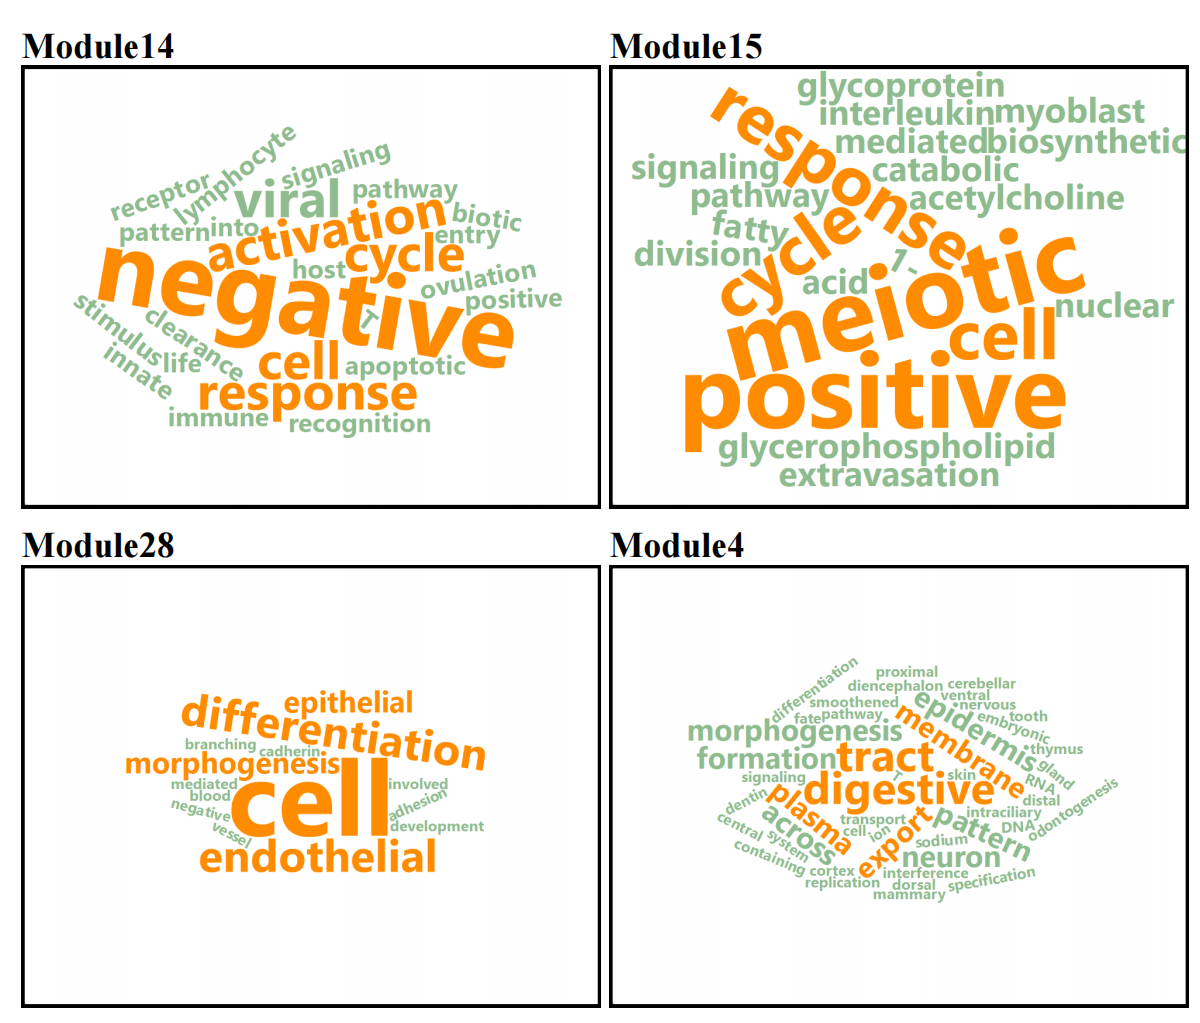 Module14
lymphocyte
signaling
receptor
viral
pathway
pattern
into
activation
biotic
entry
negative
host
cycle
ovulation
positive
stimulus
clearance
T
innate
life
cell
apoptotic
response
immune
recognition
Module15
glycoprotein
response
interleukin
myoblast
mediated
biosynthetic
signaling
catabolic
pathway
acetylcholine
fatty
cycle
division
1-
acid
meiotic
nuclear
cell
positive
glycerophospholipid
extravasation
Module28
epithelial
differentiation
branching
cadherin
morphogenesis
mediated
cell
involved
blood
adhesion
negative
vessel
development
endothelial
Module4
differentiation
proximal
diencephalon
cerebellar
smoothened
ventral
epidermis
nervous
fate
pathway
membrane
embryonic
tooth
morphogenesis
thymus
formation
tract
gland
signaling
T
skin
RNA
dentin
plasma
digestive
distal
odontogenesis
across
export
pattern
intraciliary
central
transport
DNA
system
cell
ion
sodium
containing
neuron
cortex
interference
replication
dorsal
specification
mammary